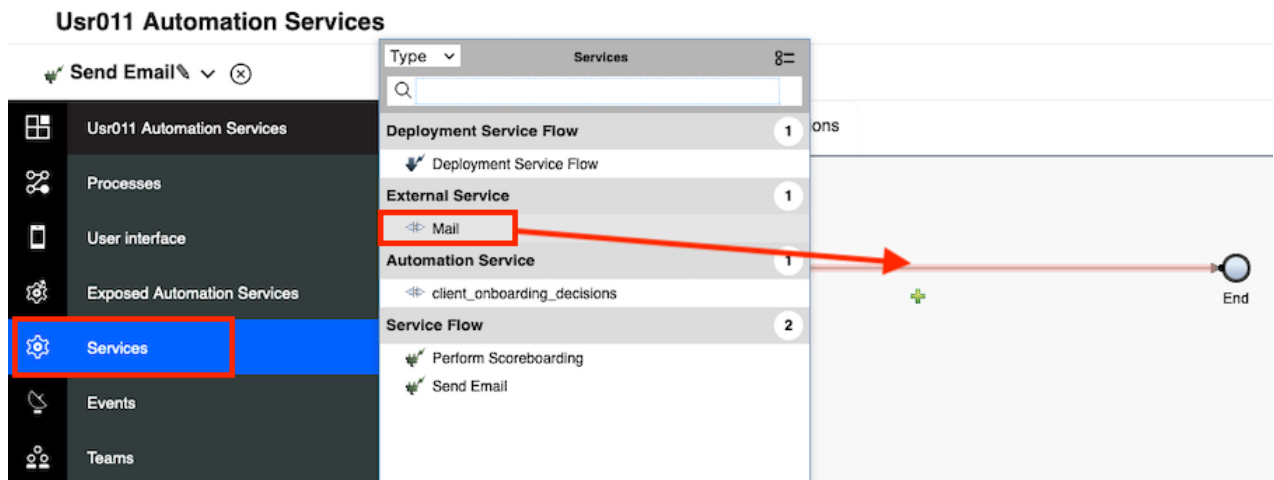 Usr011 Automation Services
Send Email
Type
Services
Usr011 Automation Services
Processes
User interface
Exposed Automation Services
Services
Events
Teams
Deployment Service Flow 1
Deployment Service Flow
External Service 1
Mail
Automation Service 1
client_onboarding_decisions
Service Flow 2
Perform Scoreboarding
Send Email
ons
End